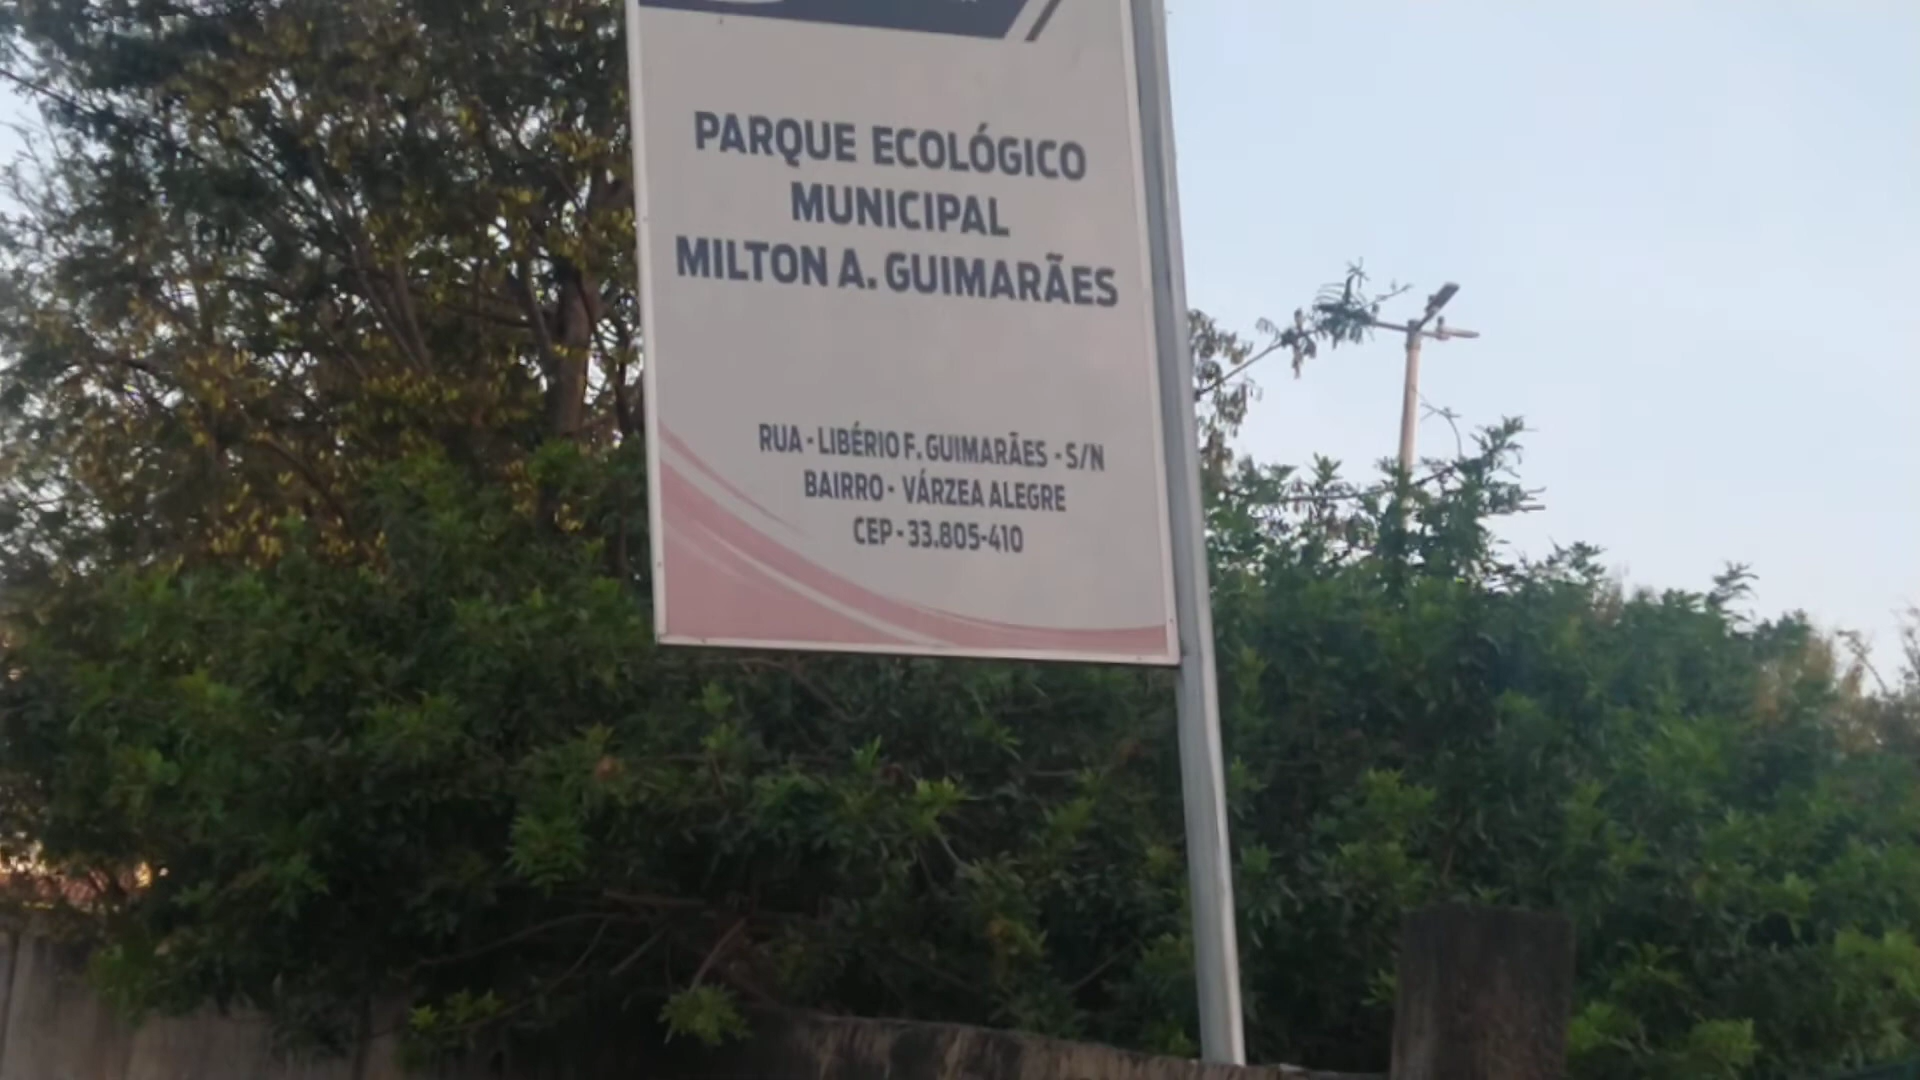 PARQUE ECOLÓGICO
MUNICIPAL
MILTON A. GUIMARÃES
RUA - LIBÉRIO F. GUIMARÃES - S/N
BAIRRO - VÁRZEA ALEGRE
CEP - 33.805-410